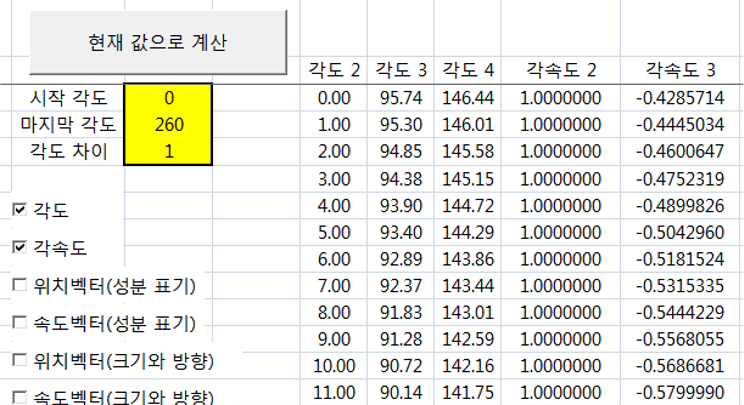 현재 값으로 계산
각도 2 각도 3 각도 4 각속도 2 각속도 3
시작 각도 0 0.00 95.74 146.44 1.0000000 -0.4285714
마지막 각도 260 1.00 95.30 146.01 1.0000000 -0.4445034
각도 차이 1 2.00 94.85 145.58 1.0000000 -0.4600647
3.00 94.38 145.15 1.0000000 -0.4752319
각도 4.00 93.90 144.72 1.0000000 -0.4899826
5.00 93.40 144.29 1.0000000 -0.5042960
각속도 6.00 92.89 143.86 1.0000000 -0.5181524
위치벡터(성분 표기) 7.00 92.37 143.44 1.0000000 -0.5315335
속도벡터(성분 표기) 8.00 91.83 143.01 1.0000000 -0.5444229
9.00 91.28 142.59 1.0000000 -0.5568055
위치벡터(크기와 방향) 10.00 90.72 142.16 1.0000000 -0.5686681
속도벡터(크기와 방향) 11.00 90.14 141.75 1.0000000 -0.5799990